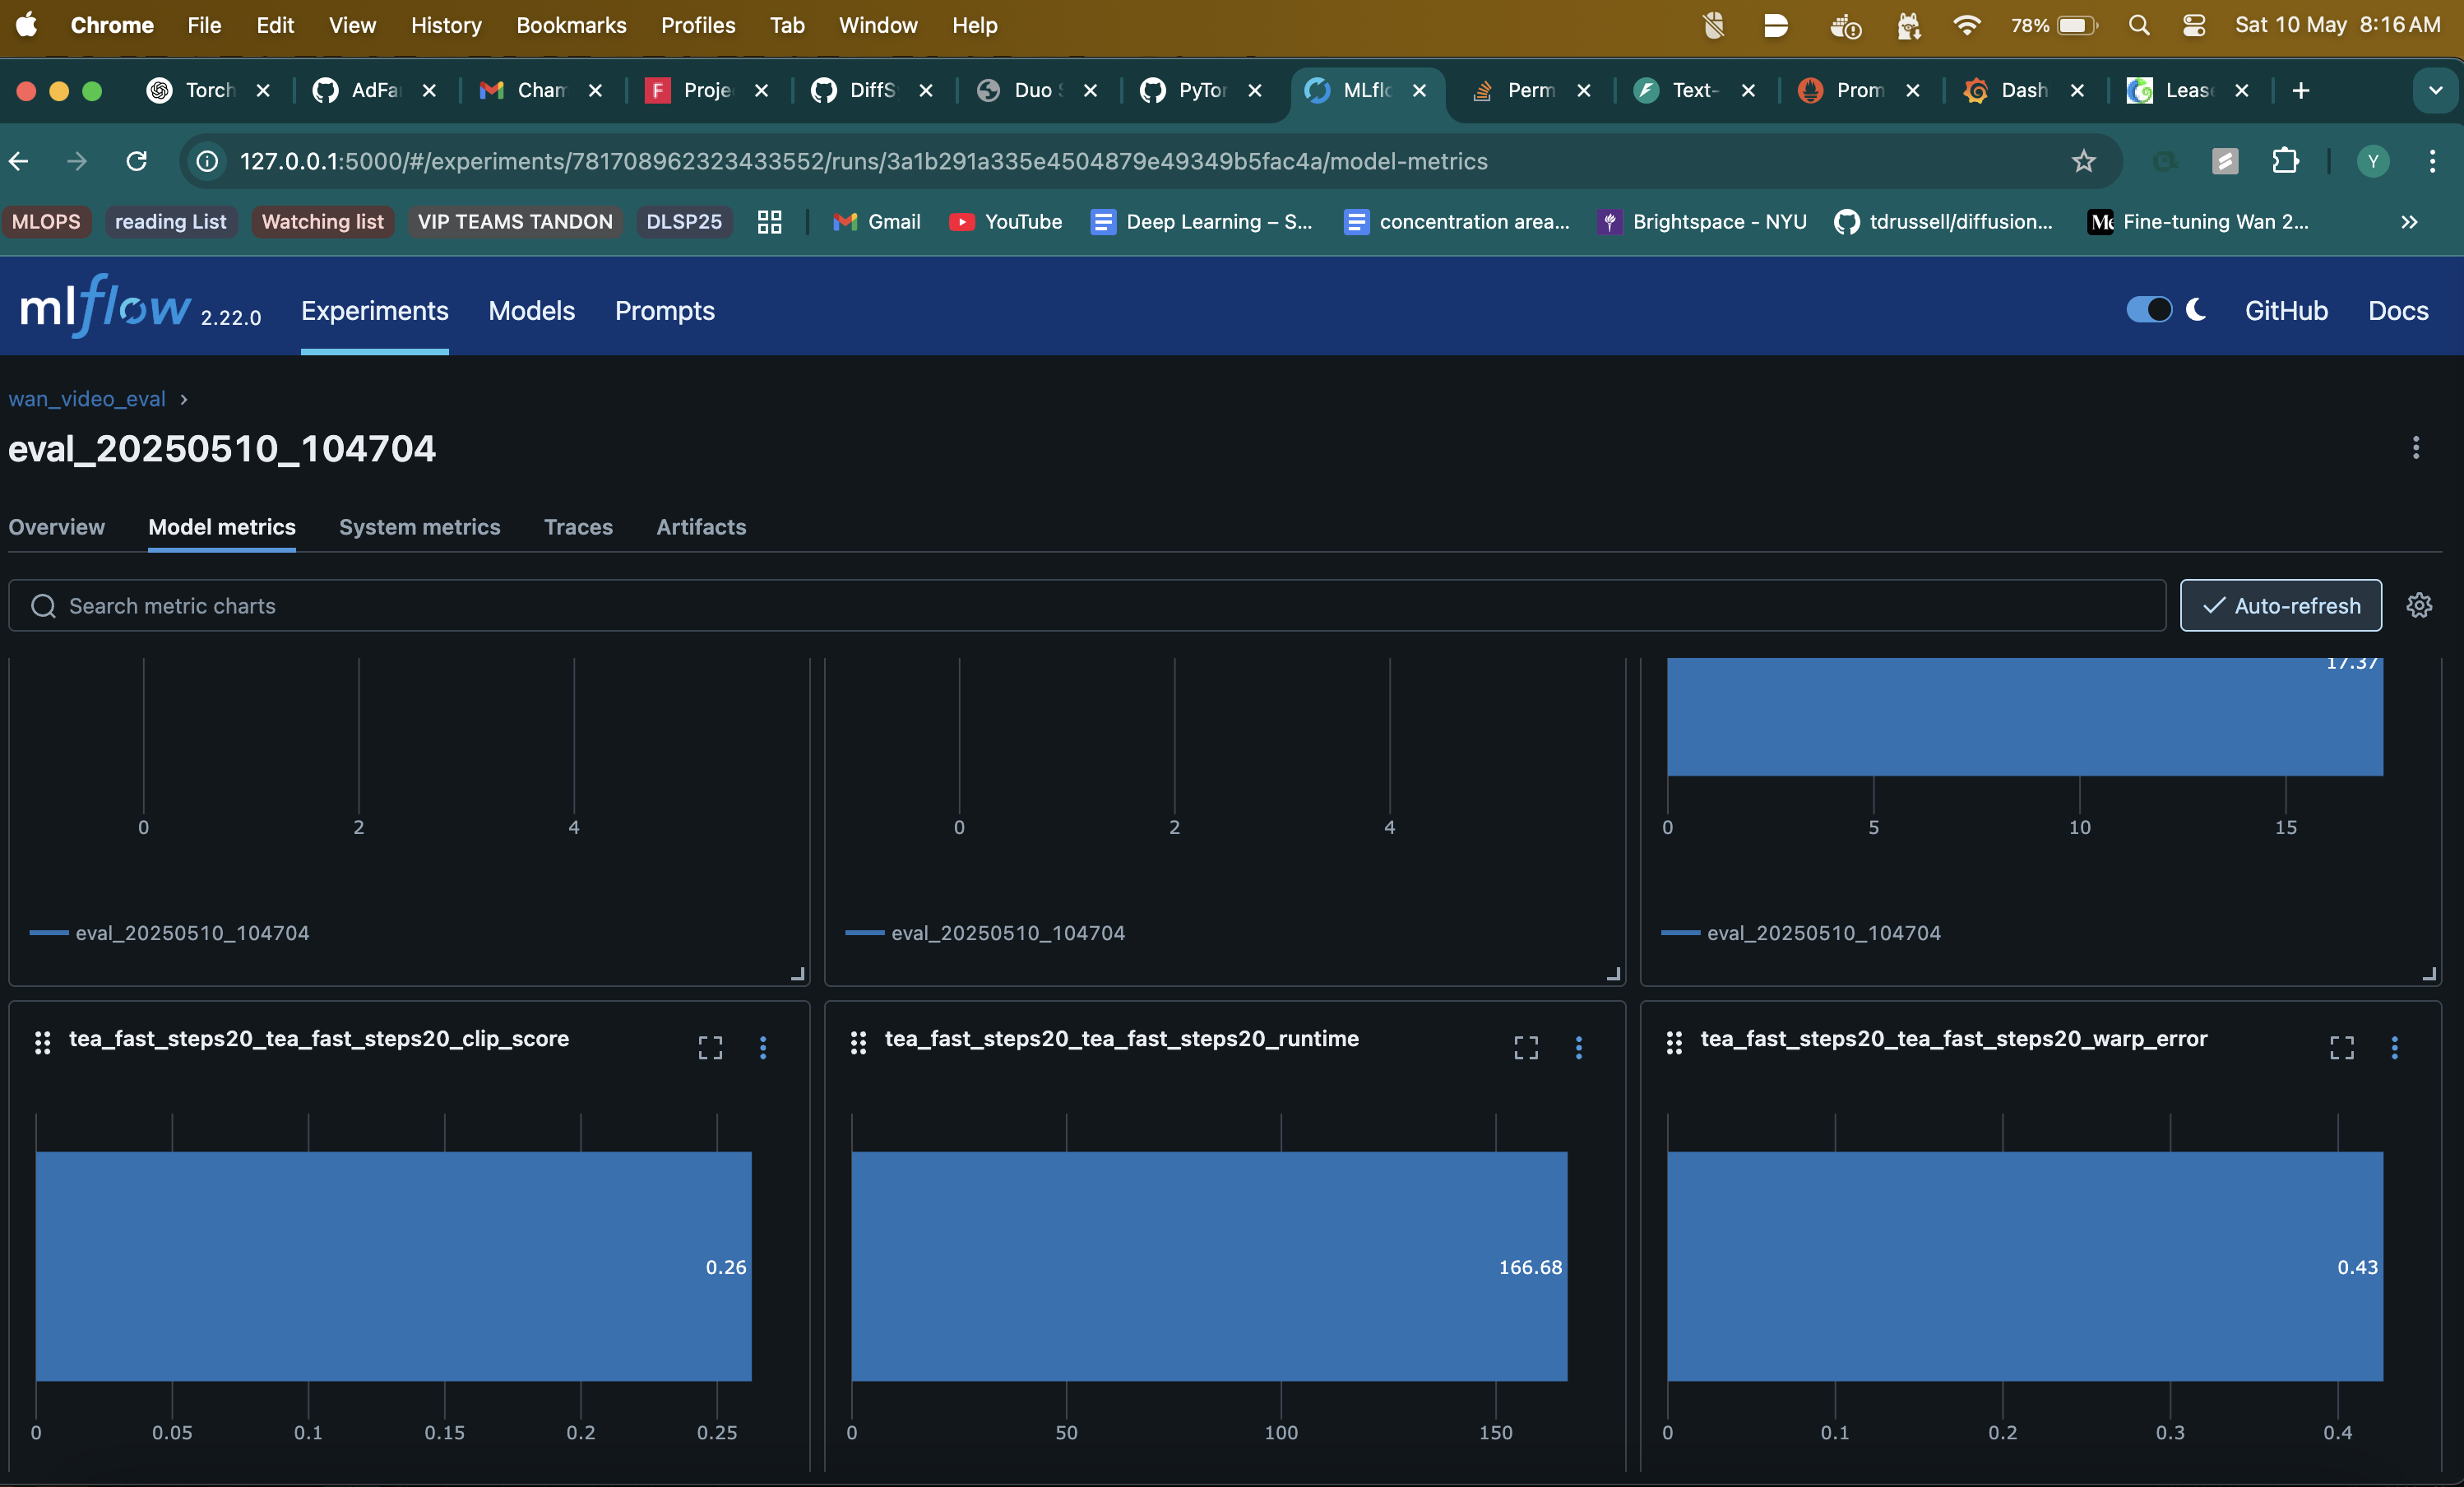 Chrome File Edit View History Bookmarks Profiles Tab Window Help 78% Sat 10 May 8:16 AM
Torch AdFa Cham Proje DiffS Duo PyTor MLflo Perm Text- Prom Dash Lease
127.0.0.1:5000/#/experiments/781708962323433552/runs/3a1b291a335e4504879e49349b5fac4a/model-metrics Y
MLOPS reading List Watching list VIP TEAMS TANDON DLSP25 Gmail YouTube Deep Learning – S... concentration area... Brightspace - NYU tdrussell/diffusion... Fine-tuning Wan 2...
mlflow 2.22.0 Experiments Models Prompts GitHub Docs
wan_video_eval
eval_20250510_104704
Overview Model metrics System metrics Traces Artifacts
Search metric charts Auto-refresh
17.37
0 2 4 0 2 4 0 5 10 15
eval_20250510_104704 eval_20250510_104704 eval_20250510_104704
tea_fast_steps20_tea_fast_steps20_clip_score tea_fast_steps20_tea_fast_steps20_runtime tea_fast_steps20_tea_fast_steps20_warp_error
0.26 166.68 0.43
0 0.05 0.1 0.15 0.2 0.25 0 50 100 150 0 0.1 0.2 0.3 0.4